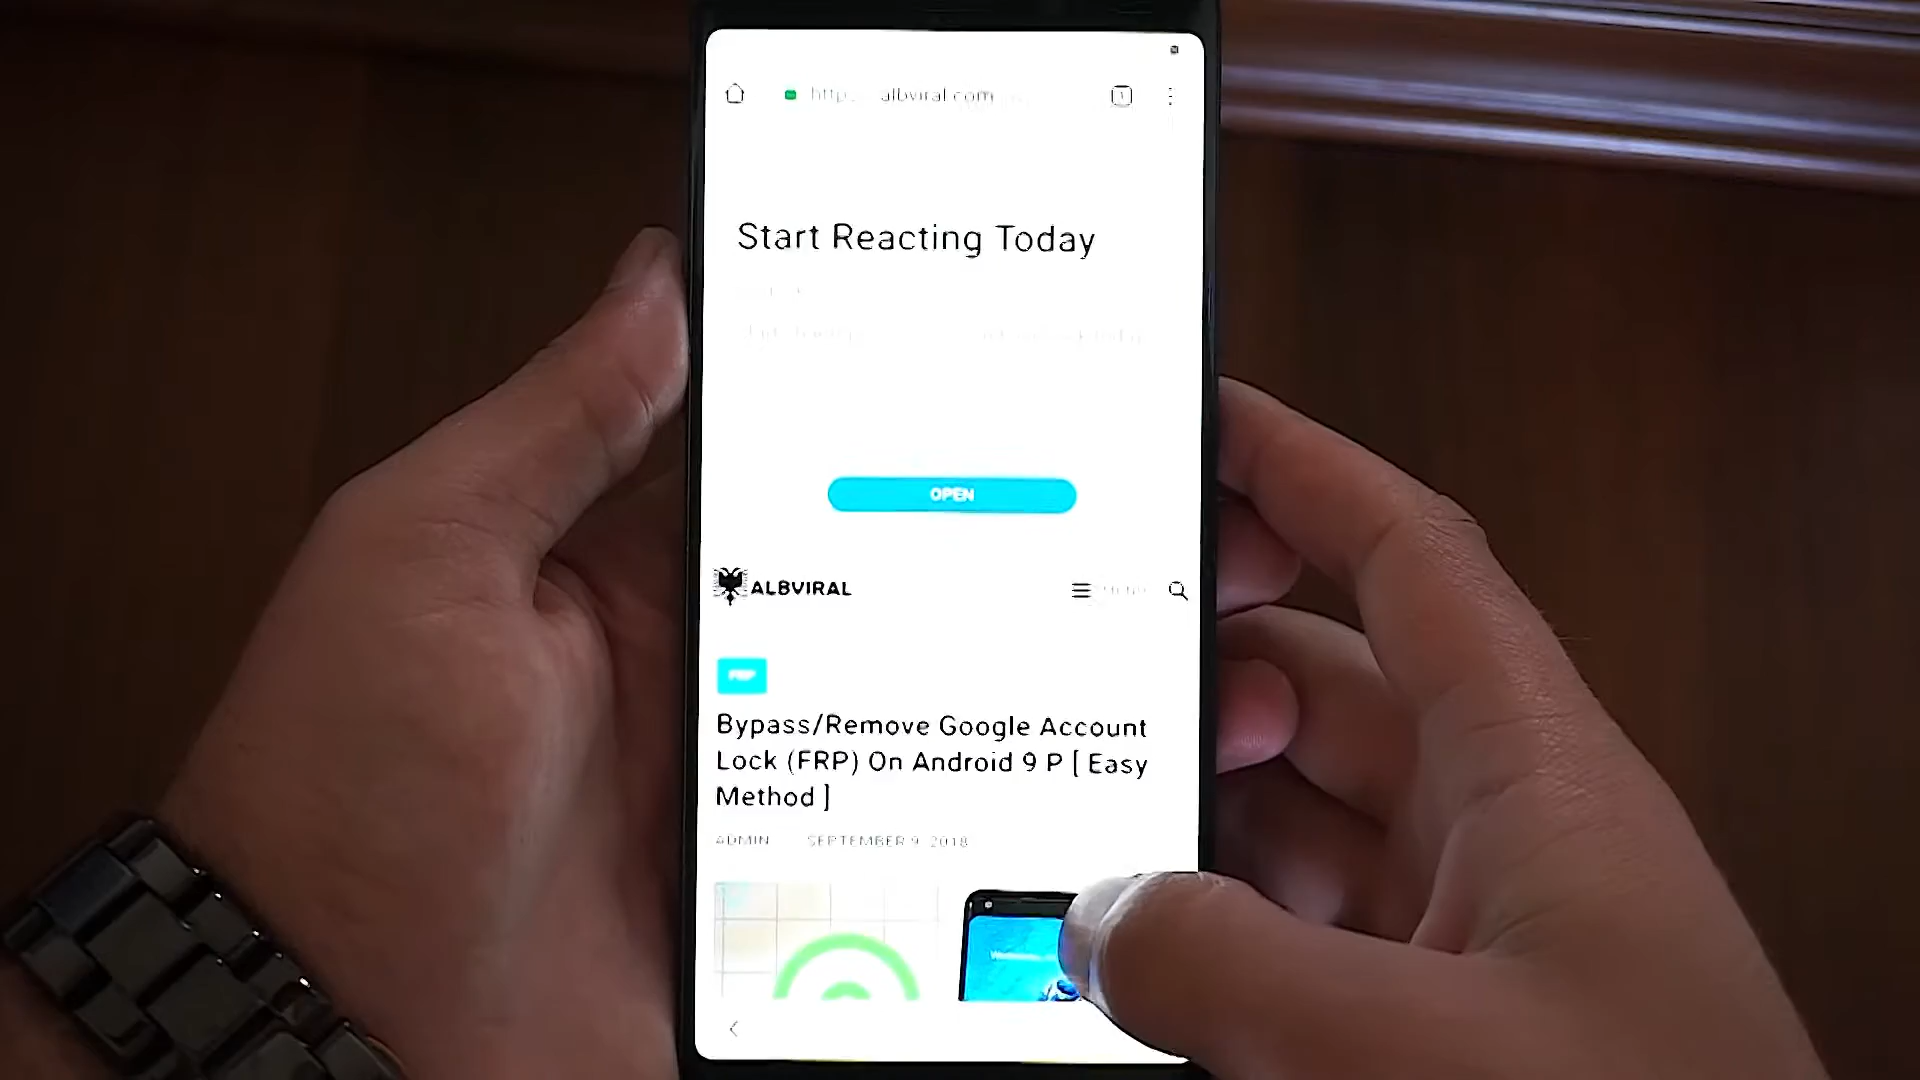 albviral.com
Start Reacting Today
OPEN
ALBVIRAL
MENU
FRP
Bypass/Remove Google Account
Lock (FRP) On Android 9 P [ Easy
Method ]
ADMIN SEPTEMBER 9, 2018